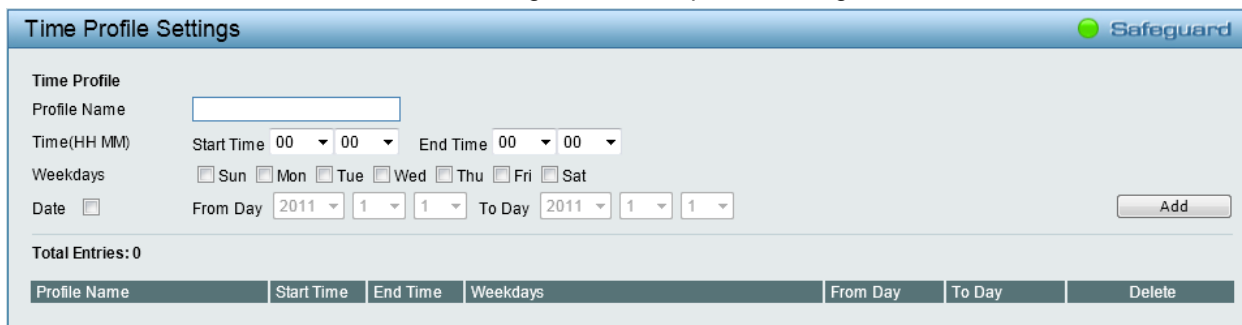 Time Profile Settings Safeguard
Time Profile
Profile Name
Time(HH MM) Start Time 00 00 End Time 00 00
Weekdays Sun Mon Tue Wed Thu Fri Sat
Date From Day 2011 1 1 To Day 2011 1 1 Add
Total Entries: 0
Profile Name Start Time End Time Weekdays From Day To Day Delete